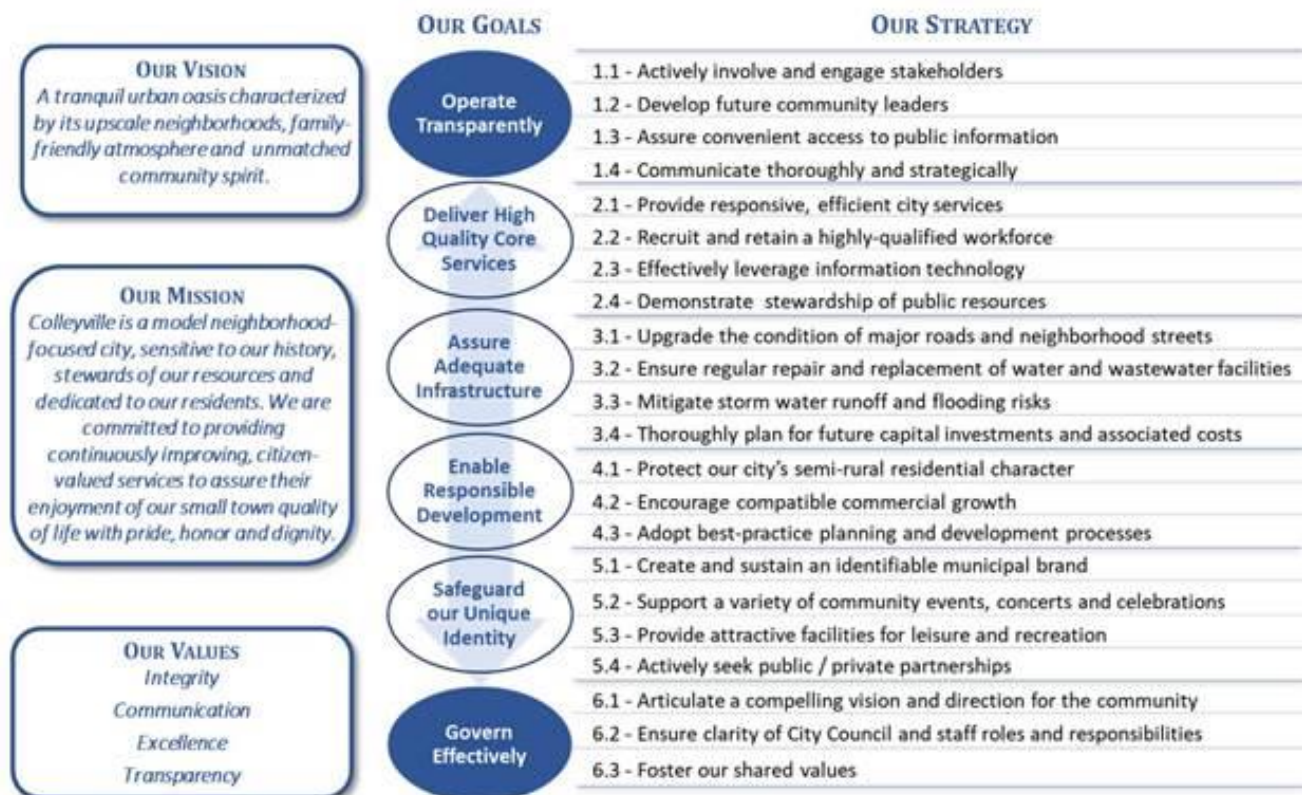 OUR VISION
A tranquil urban oasis characterized
by its upscale neighborhoods, family-
friendly atmosphere and unmatched
community spirit.
OUR MISSION
Colleyville is a model neighborhood-
focused city, sensitive to our history,
stewards of our resources and
dedicated to our residents. We are
committed to providing
continuously improving, citizen-
valued services to assure their
enjoyment of our small town quality
of life with pride, honor and dignity.
OUR VALUES
Integrity
Communication
Excellence
Transparency
OUR GOALS
Operate
Transparently
Deliver High
Quality Core
Services
Assure
Adequate
Infrastructure
Enable
Responsible
Development
Safeguard
our Unique
Identity
Govern
Effectively
OUR STRATEGY
1.1 - Actively involve and engage stakeholders
1.2 - Develop future community leaders
1.3 - Assure convenient access to public information
1.4 - Communicate thoroughly and strategically
2.1 - Provide responsive, efficient city services
2.2 - Recruit and retain a highly-qualified workforce
2.3 - Effectively leverage information technology
2.4 - Demonstrate stewardship of public resources
3.1 - Upgrade the condition of major roads and neighborhood streets
3.2 - Ensure regular repair and replacement of water and wastewater facilities
3.3 - Mitigate storm water runoff and flooding risks
3.4 - Thoroughly plan for future capital investments and associated costs
4.1 - Protect our city's semi-rural residential character
4.2 - Encourage compatible commercial growth
4.3 - Adopt best-practice planning and development processes
5.1 - Create and sustain an identifiable municipal brand
5.2 - Support a variety of community events, concerts and celebrations
5.3 - Provide attractive facilities for leisure and recreation
5.4 - Actively seek public / private partnerships
6.1 - Articulate a compelling vision and direction for the community
6.2 - Ensure clarity of City Council and staff roles and responsibilities
6.3 - Foster our shared values